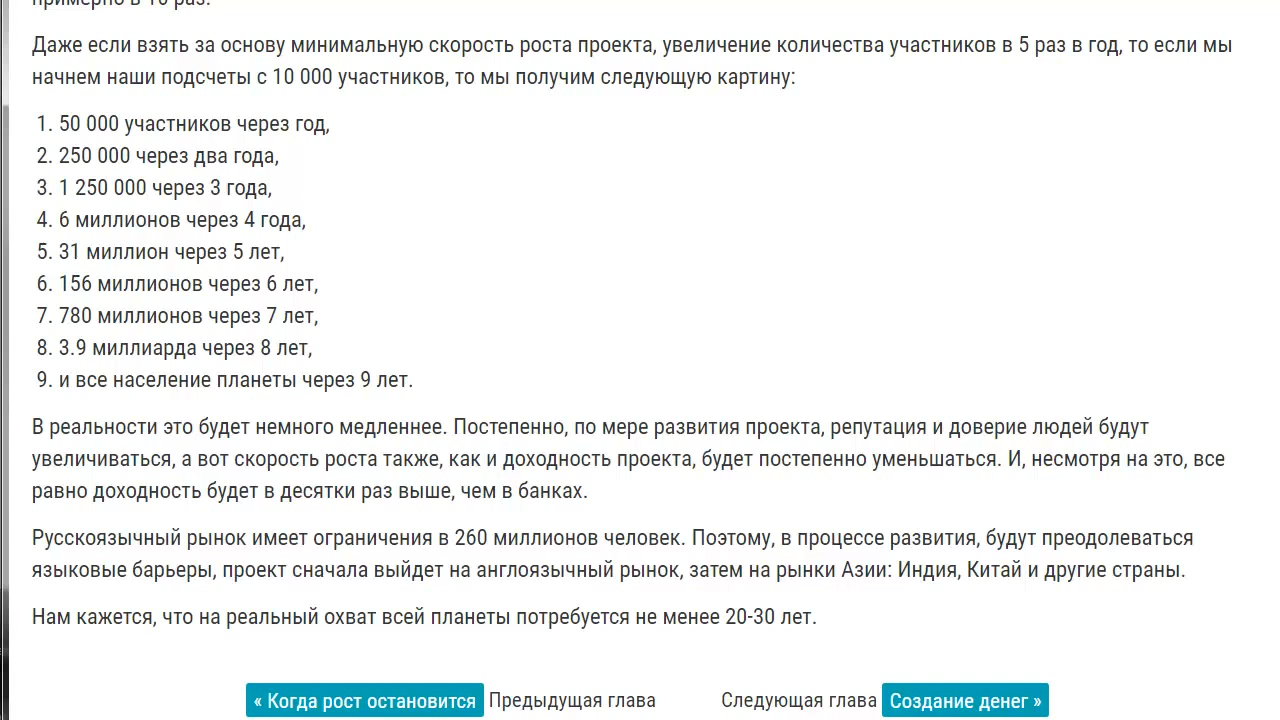 примерно в 10 раз.
Даже если взять за основу минимальную скорость роста проекта, увеличение количества участников в 5 раз в год, то если мы
начнем наши подсчеты с 10 000 участников, то мы получим следующую картину:
1. 50 000 участников через год,
2. 250 000 через два года,
3. 1 250 000 через 3 года,
4. 6 миллионов через 4 года,
5. 31 миллион через 5 лет,
6. 156 миллионов через 6 лет,
7. 780 миллионов через 7 лет,
8. 3.9 миллиарда через 8 лет,
9. и все население планеты через 9 лет.
В реальности это будет немного медленнее. Постепенно, по мере развития проекта, репутация и доверие людей будут
увеличиваться, а вот скорость роста также, как и доходность проекта, будет постепенно уменьшаться. И, несмотря на это, все
равно доходность будет в десятки раз выше, чем в банках.
Русскоязычный рынок имеет ограничения в 260 миллионов человек. Поэтому, в процессе развития, будут преодолеваться
языковые барьеры, проект сначала выйдет на англоязычный рынок, затем на рынки Азии: Индия, Китай и другие страны.
Нам кажется, что на реальный охват всей планеты потребуется не менее 20-30 лет.
« Когда рост остановится Предыдущая глава Следующая глава Создание денег »